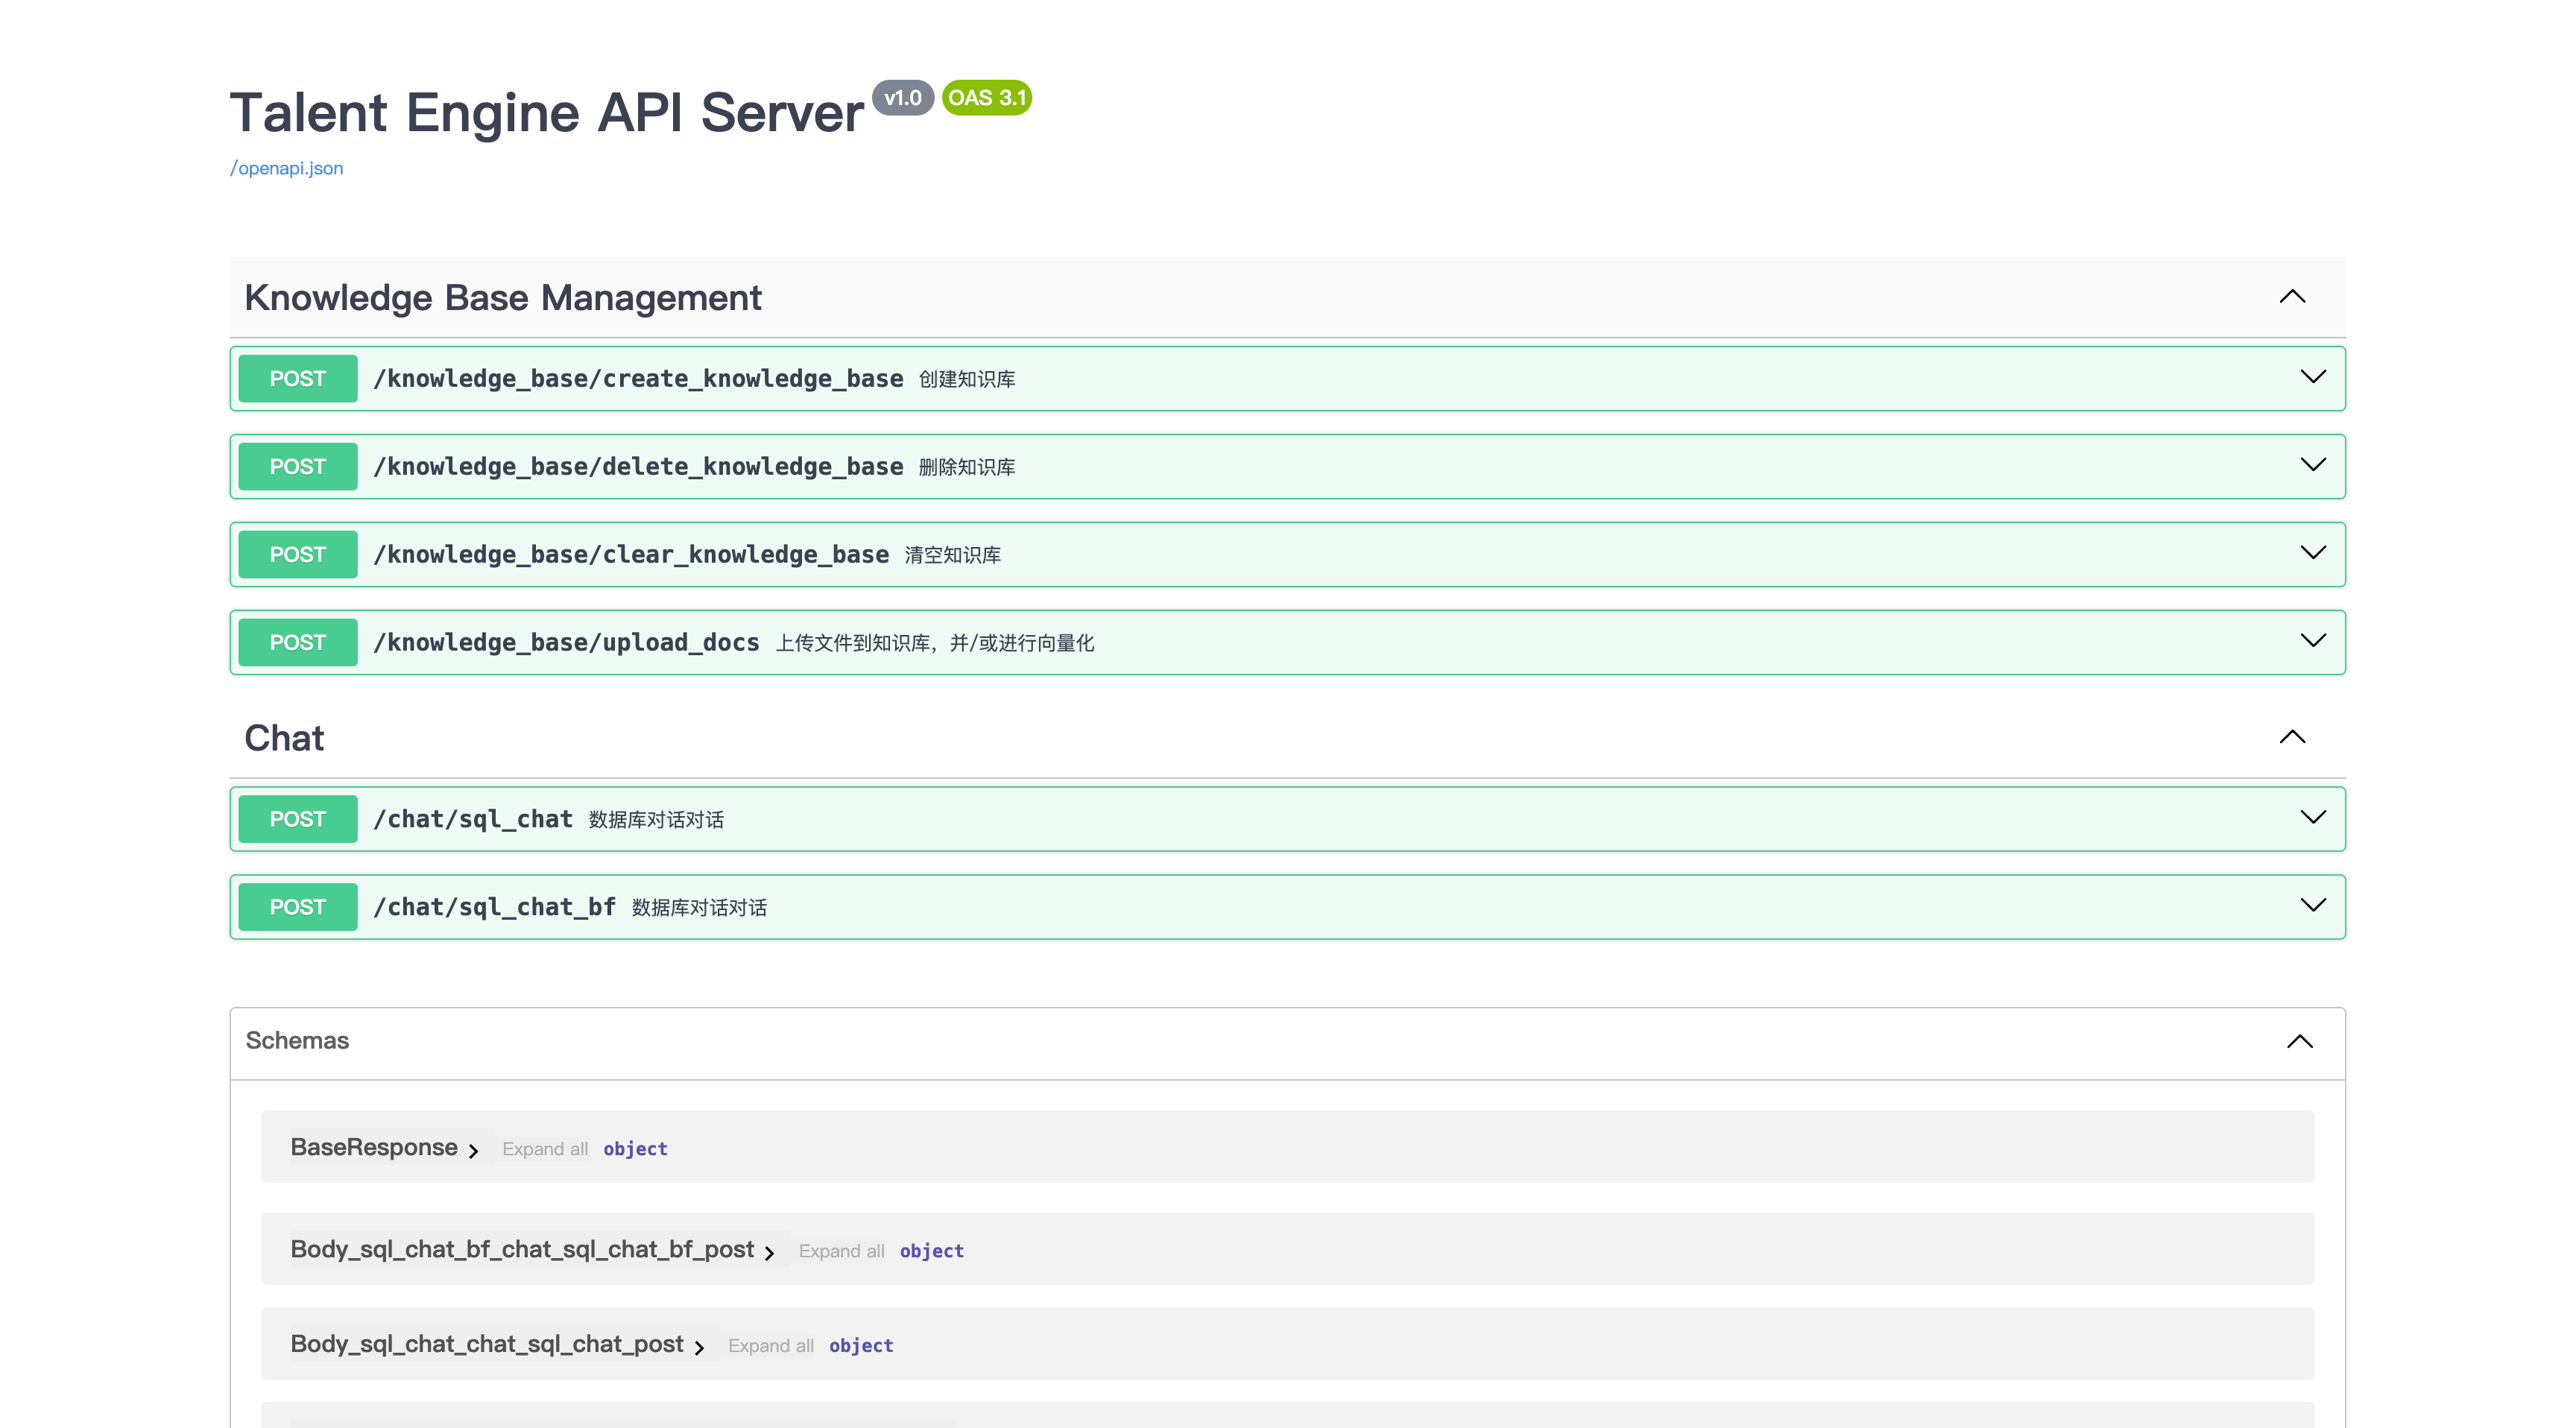 Talent Engine API Server v1.0 OAS 3.1
/openapi.json
Knowledge Base Management
POST /knowledge_base/create_knowledge_base 创建知识库
POST /knowledge_base/delete_knowledge_base 删除知识库
POST /knowledge_base/clear_knowledge_base 清空知识库
POST /knowledge_base/upload_docs 上传文件到知识库，并/或进行向量化
Chat
POST /chat/sql_chat 数据库对话对话
POST /chat/sql_chat_bf 数据库对话对话
Schemas
BaseResponse Expand all object
Body_sql_chat_bf_chat_sql_chat_bf_post Expand all object
Body_sql_chat_chat_sql_chat_post Expand all object